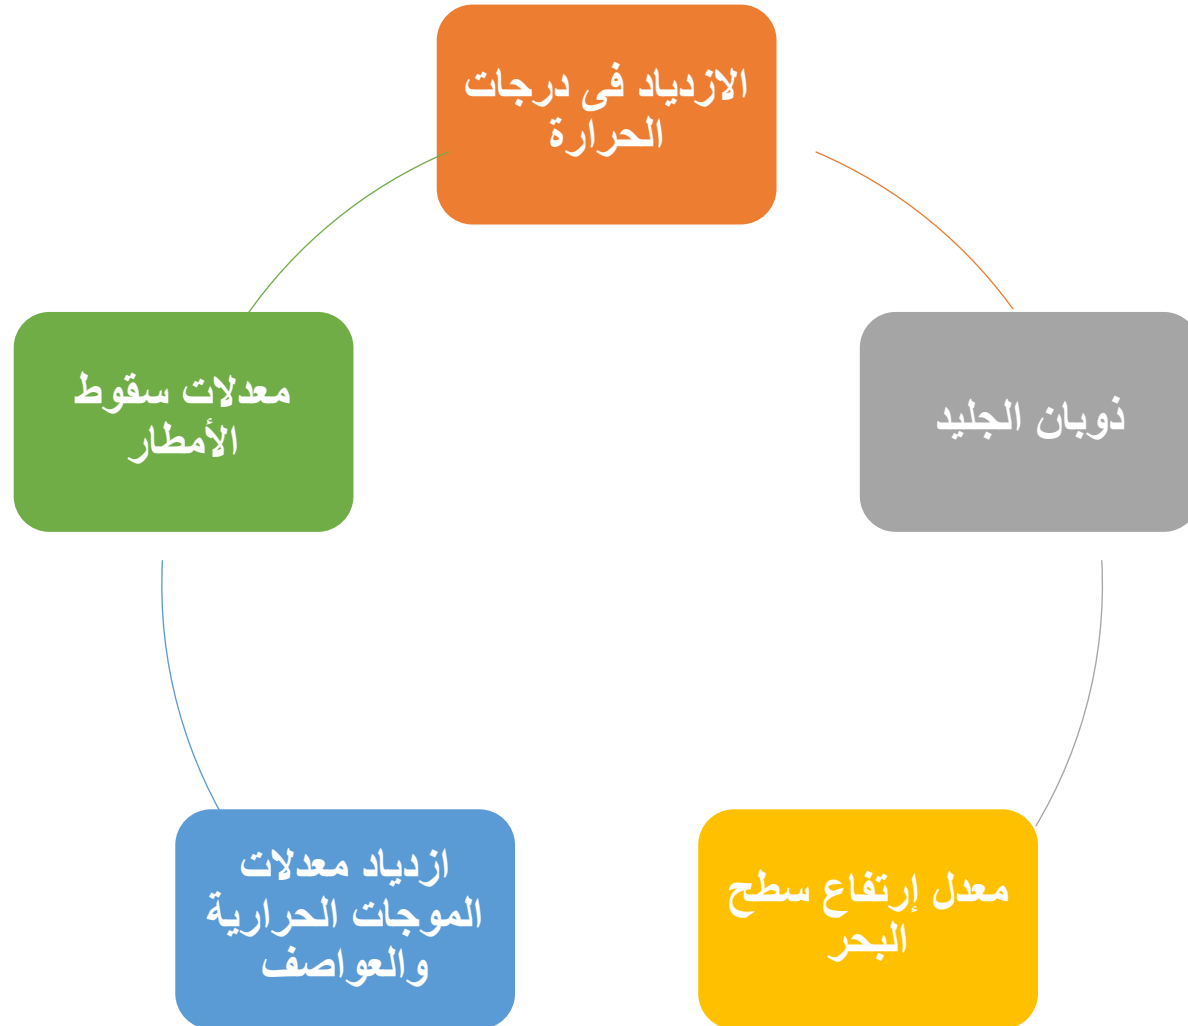 الازدياد فى درجات
الحرارة
ذوبان الجليد
معدل إرتفاع سطح
البحر
ازدياد معدلات
الموجات الحرارية
والعواصف
معدلات سقوط
الأمطار